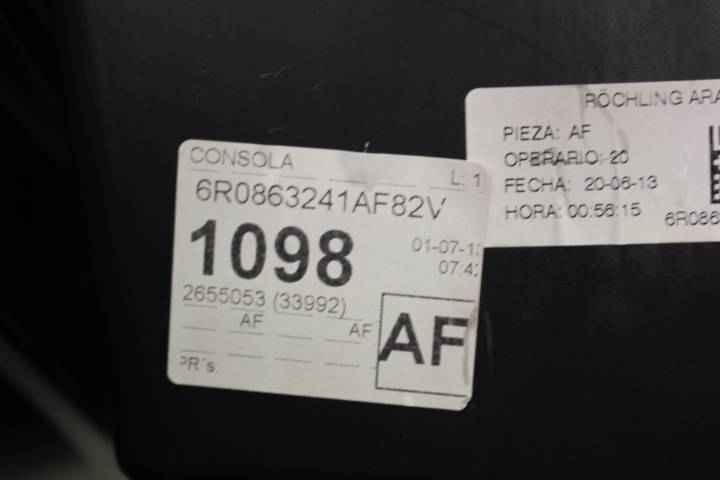 CONSOLA
L: 1
6R0863241AF82V
1098
01-07-1
07:4
2655053 (33992)
AF AF
AF
PR's
RÖCHLING ARA
PIEZA: AF
OPERARIO: 20
FECHA: 20-06-13
HORA: 00:56:15
6R086